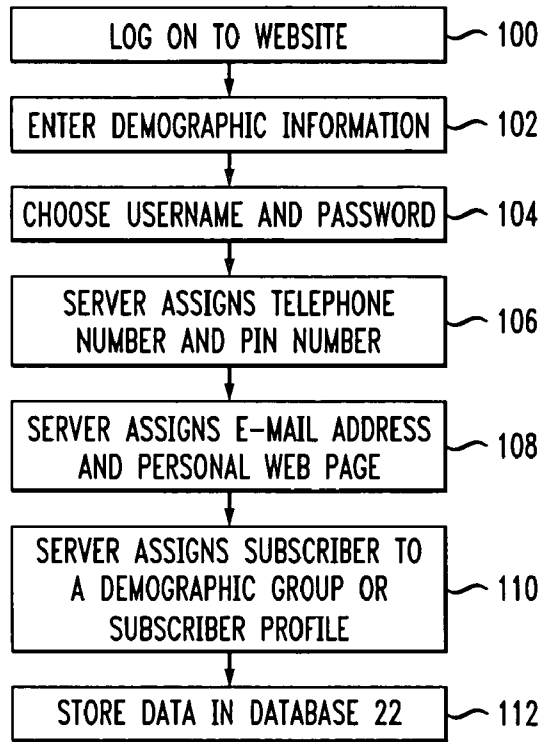 LOG ON TO WEBSITE 100
ENTER DEMOGRAPHIC INFORMATION 102
CHOOSE USERNAME AND PASSWORD 104
SERVER ASSIGNS TELEPHONE
NUMBER AND PIN NUMBER 106
SERVER ASSIGNS E-MAIL ADDRESS
AND PERSONAL WEB PAGE 108
SERVER ASSIGNS SUBSCRIBER TO
A DEMOGRAPHIC GROUP OR 110
SUBSCRIBER PROFILE
STORE DATA IN DATABASE 22 112